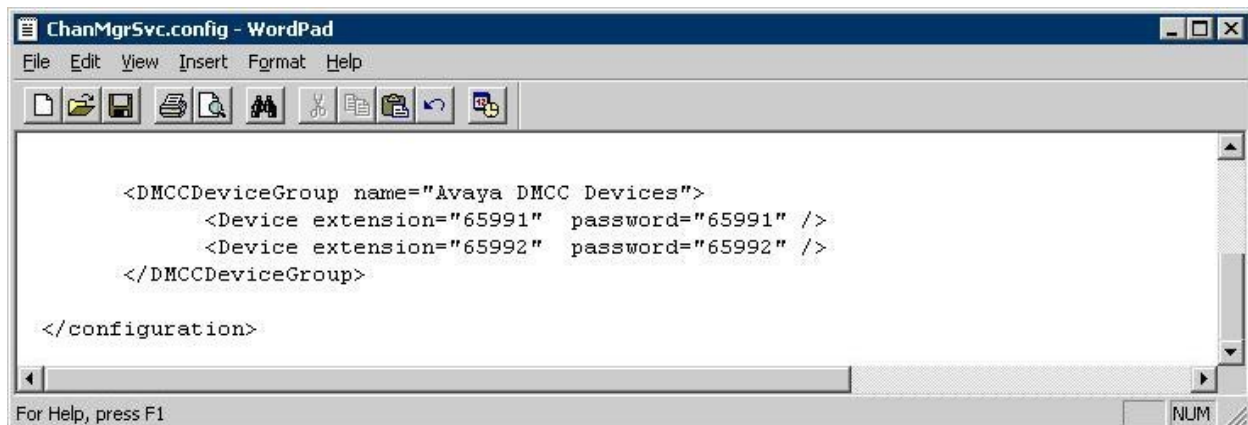 ChanMgrSvc.config - WordPad
File Edit View Insert Format Help
<DMCCDeviceGroup name="Avaya DMCC Devices">
<Device extension="65991" password="65991" />
<Device extension="65992" password="65992" />
</DMCCDeviceGroup>
</configuration>
For Help, press F1 NUM